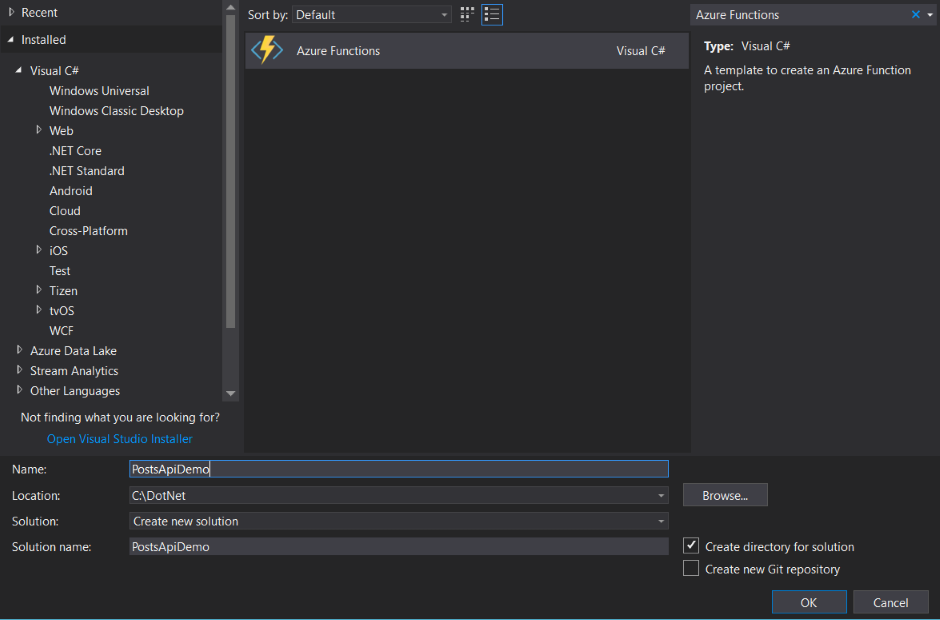 Recent
Installed
Visual C#
Windows Universal
Windows Classic Desktop
Web
.NET Core
.NET Standard
Android
Cloud
Cross-Platform
iOS
Test
Tizen
tvOS
WCF
Azure Data Lake
Stream Analytics
Other Languages
Not finding what you are looking for?
Open Visual Studio Installer
Sort by: Default
Azure Functions Visual C#
Azure Functions
Type: Visual C#
A template to create an Azure Function
project.
Name: PostsApiDemo
Location: C:\DotNet Browse...
Solution: Create new solution
Solution name: PostsApiDemo
Create directory for solution
Create new Git repository
OK Cancel